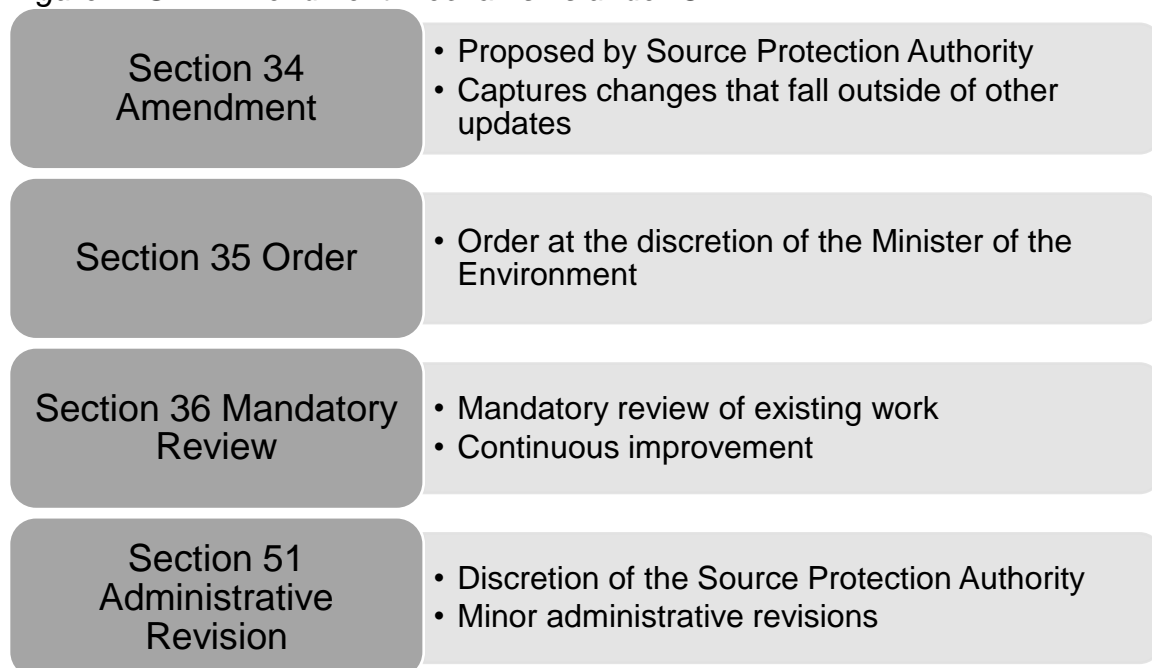 Section 34
Amendment
• Proposed by Source Protection Authority
• Captures changes that fall outside of other
updates
Section 35 Order
• Order at the discretion of the Minister of the
Environment
Section 36 Mandatory
Review
• Mandatory review of existing work
• Continuous improvement
Section 51
Administrative
Revision
• Discretion of the Source Protection Authority
• Minor administrative revisions